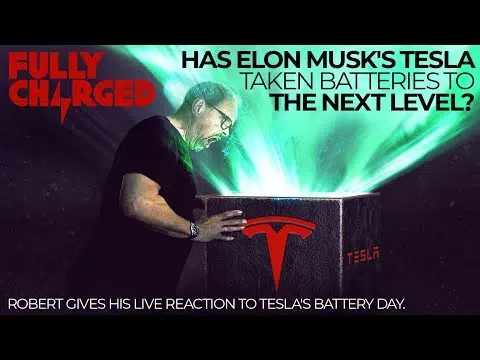 FULLY
CHARGED
HAS ELON MUSK'S TESLA
TAKEN BATTERIES TO
THE NEXT LEVEL?
TESLA
ROBERT GIVES HIS LIVE REACTION TO TESLA'S BATTERY DAY.